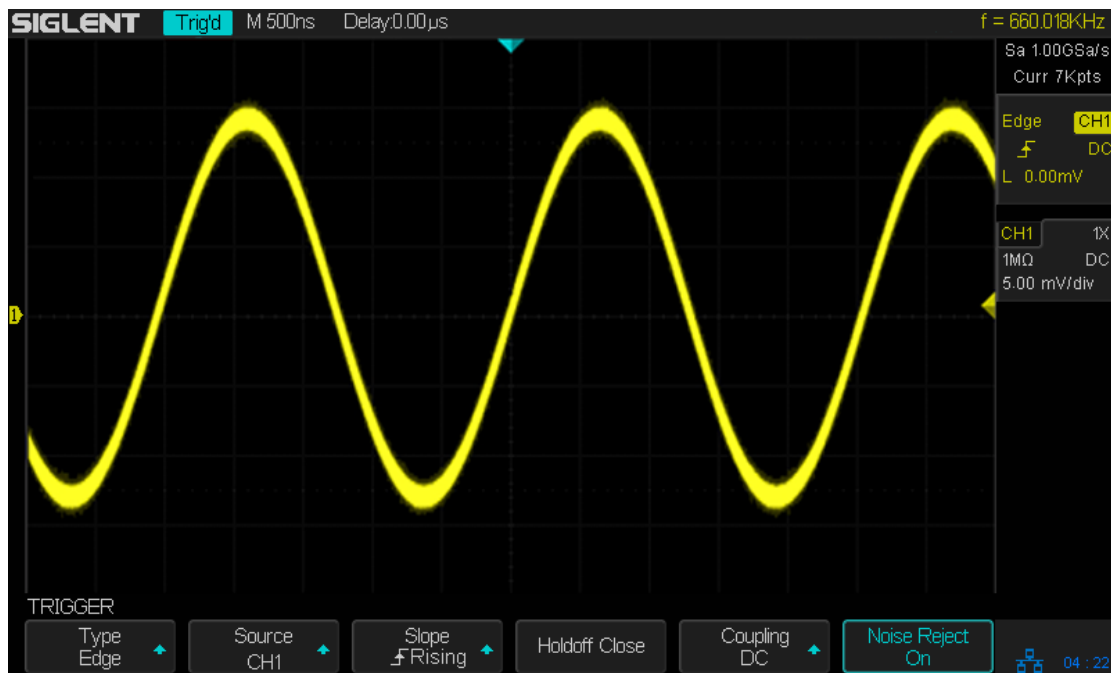 SIGLENT Trig'd M 500ns Delay:0.00µs f = 660.018KHz
Sa 1.00GSa/s
Curr 7Kpts
Edge CH1
DC
L 0.00mV
CH1 1X
1MΩ DC
5.00 mV/div
1
TRIGGER
Type
Edge
Source
CH1
Slope
Rising
Holdoff Close
Coupling
DC
Noise Reject
On
04 : 22